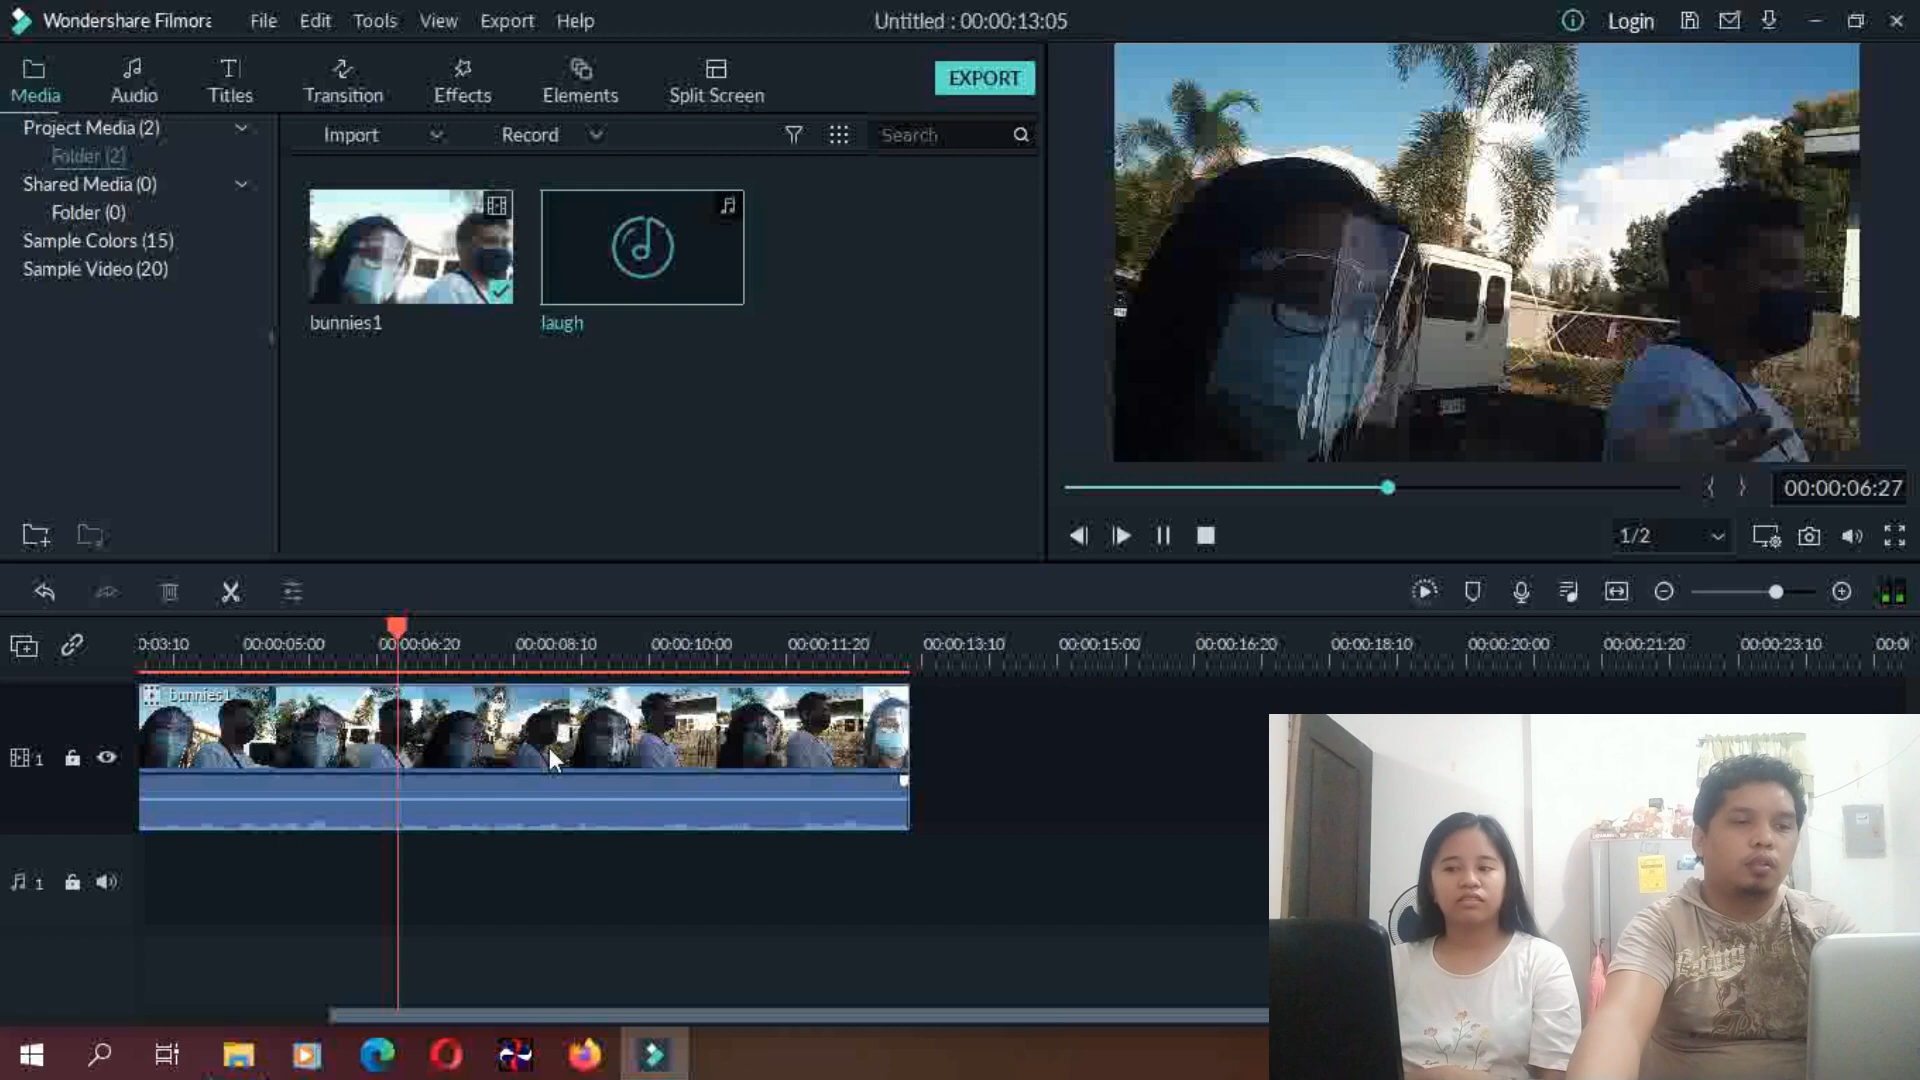 Wondershare Filmora
File
Edit
Tools
View
Export
Help
Untitled : 00:00:13:05
Login
Media
Audio
Titles
Transition
Effects
Elements
Split Screen
EXPORT
Project Media (2)
Folder (2)
Shared Media (0)
Folder (0)
Sample Colors (15)
Sample Video (20)
Import
Record
Search
bunnies1
laugh
00:00:06:27
1/2
0:03:10
00:00:05:00
00:00:06:20
00:00:08:10
00:00:10:00
00:00:11:20
00:00:13:10
00:00:15:00
00:00:16:20
00:00:18:10
00:00:20:00
00:00:21:20
00:00:23:10
00:00
bunnies1
1
1